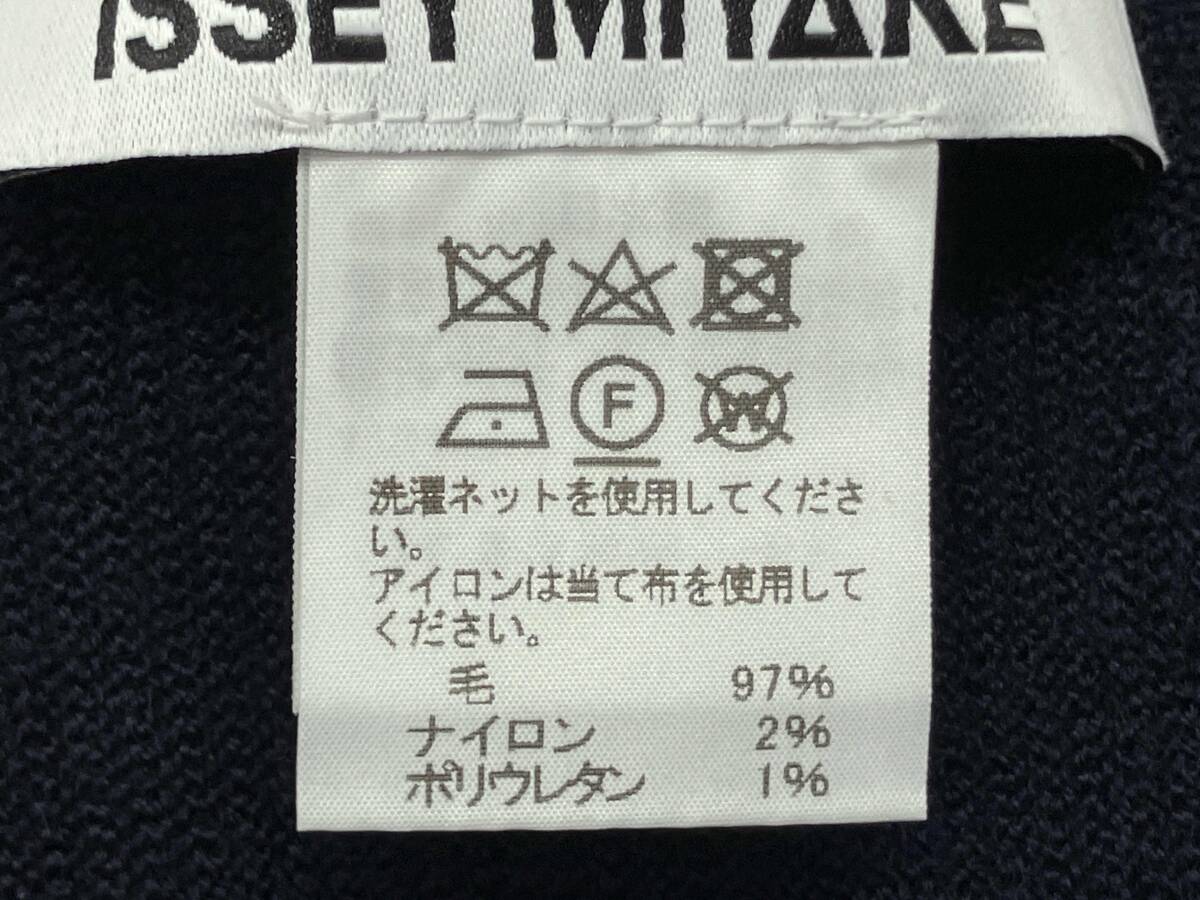 ISSEY MIYAKE
F W
洗濯ネットを使用してくださ
い。
アイロンは当て布を使用して
ください。
毛 97%
ナイロン 2%
ポリウレタン 1%